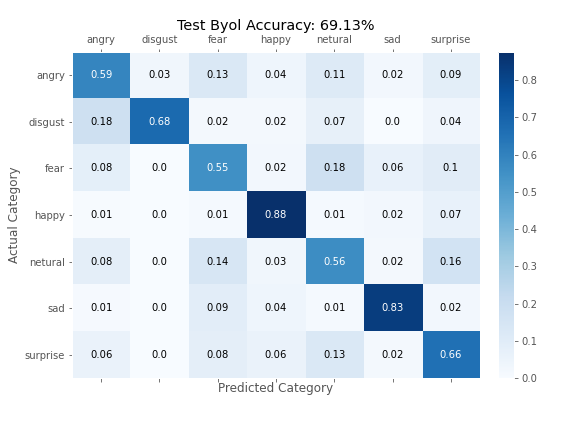 Test Byol Accuracy: 69.13%
angry disgust fear happy netural sad surprise
angry 0.59 0.03 0.13 0.04 0.11 0.02 0.09
disgust 0.18 0.68 0.02 0.02 0.07 0.0 0.04
fear 0.08 0.0 0.55 0.02 0.18 0.06 0.1
happy 0.01 0.0 0.01 0.88 0.01 0.02 0.07
netural 0.08 0.0 0.14 0.03 0.56 0.02 0.16
sad 0.01 0.0 0.09 0.04 0.01 0.83 0.02
surprise 0.06 0.0 0.08 0.06 0.13 0.02 0.66
Actual Category
Predicted Category
0.8
0.7
0.6
0.5
0.4
0.3
0.2
0.1
0.0